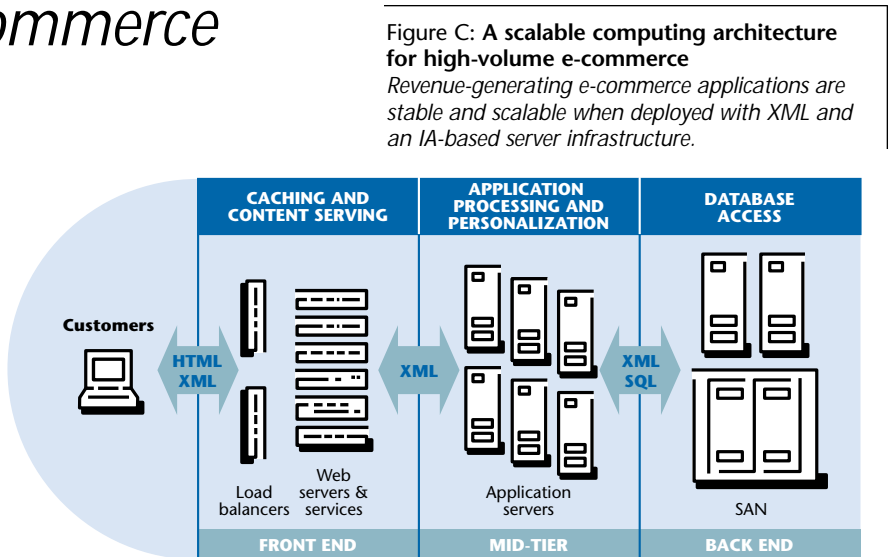 ommerce
Figure C: A scalable computing architecture
for high-volume e-commerce
Revenue-generating e-commerce applications are
stable and scalable when deployed with XML and
an IA-based server infrastructure.
CACHING AND
CONTENT SERVING
APPLICATION
PROCESSING AND
PERSONALIZATION
DATABASE
ACCESS
Customers
HTML
XML
XML
XML
SQL
Load
balancers
Web
servers &
services
Application
servers
SAN
FRONT END
MID-TIER
BACK END